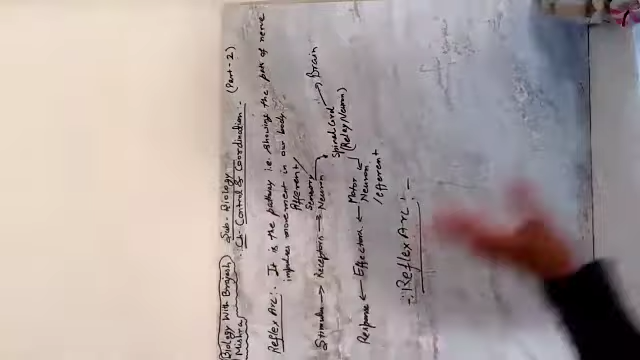 Biology With Brajesh Mishra
Sub- Biology (Part-2)
Ch- Control & Coordination.
Reflex Arc:- It is the pathway i.e. showing the path of nerve
impulses movement in our body.
Stimulus → Receptors → Sensory Neuron / Afferent
Spinal Cord (Relay Neuron) → Brain
Response ← Effectors ← Motor Neuron / efferent
:- Reflex Arc :-